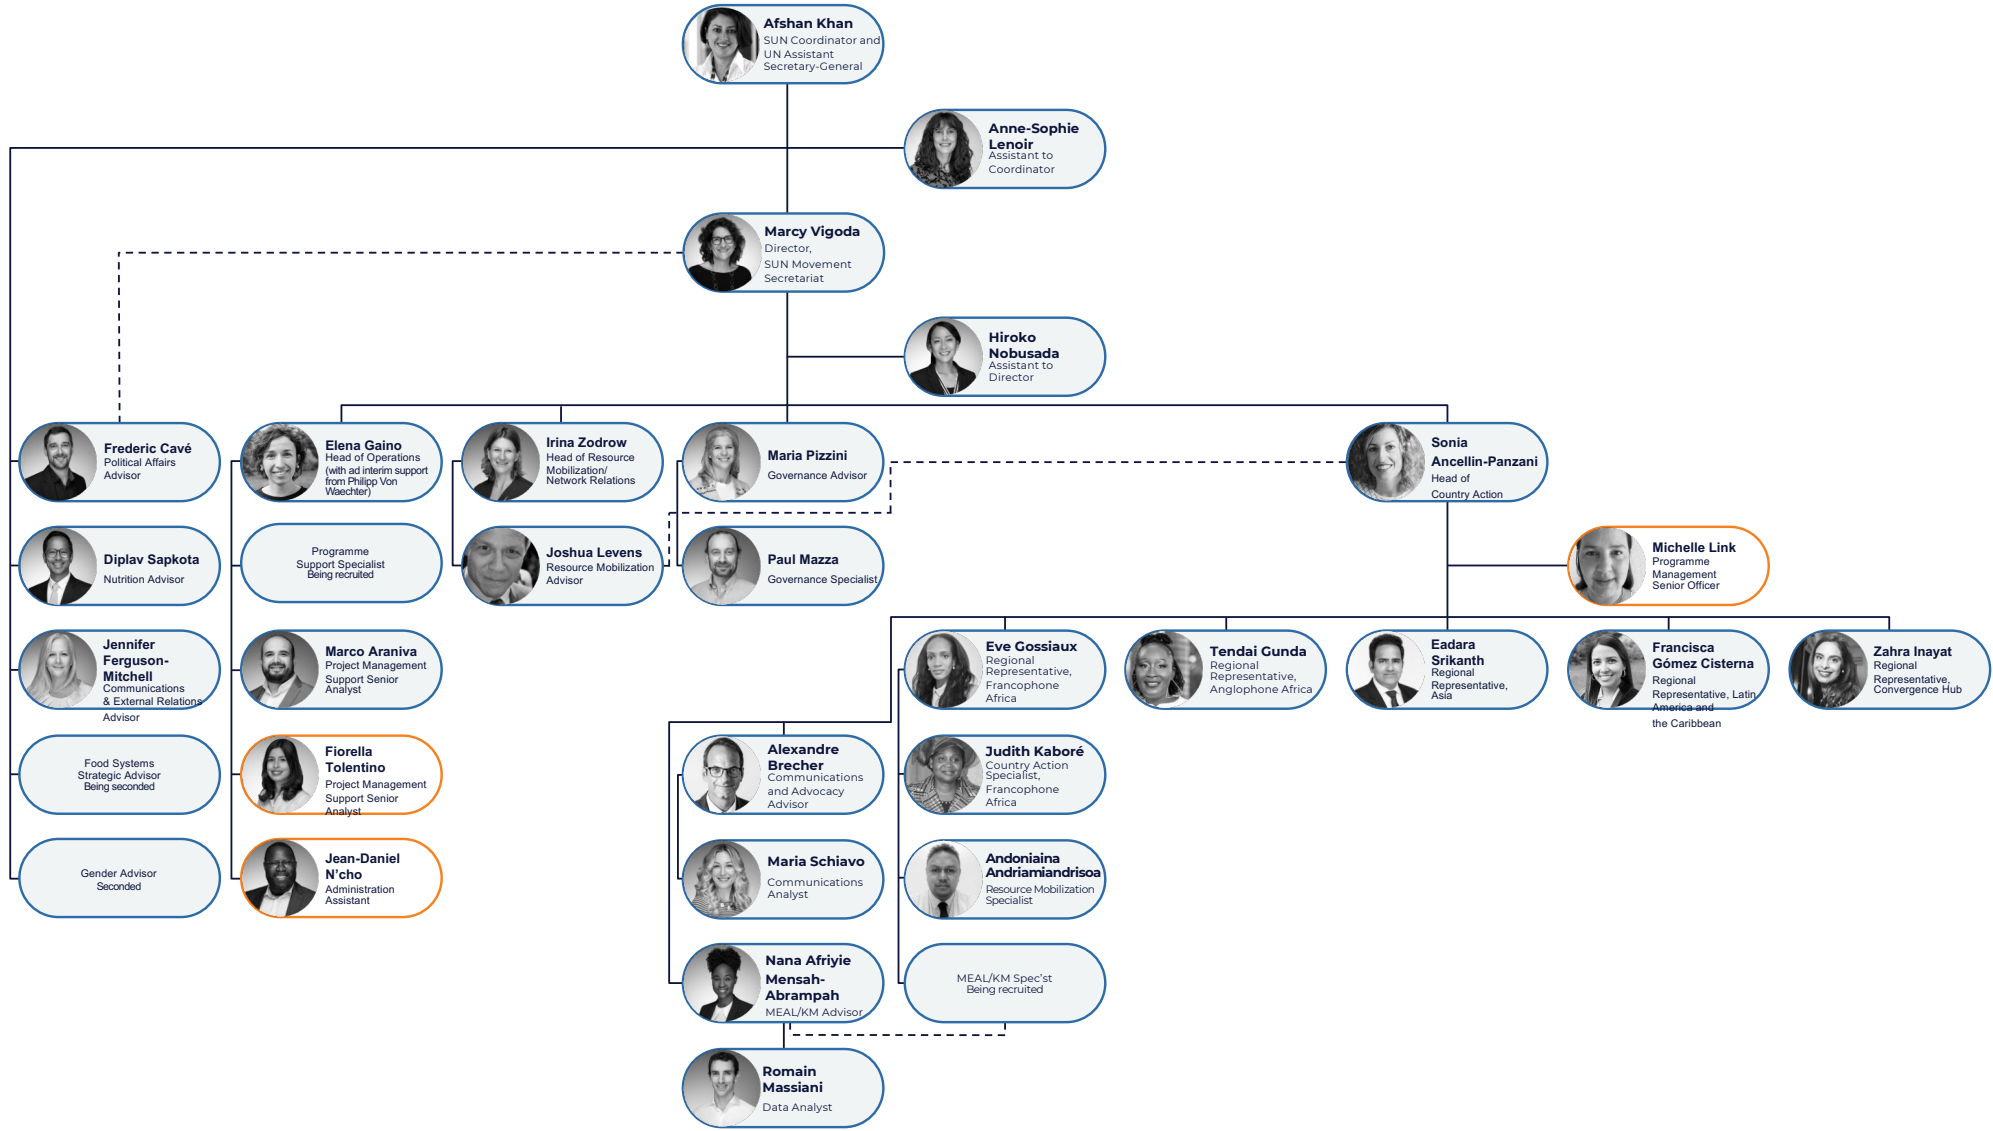 Afshan Khan
SUN Coordinator and
UN Assistant
Secretary-General
Anne-Sophie
Lenoir
Assistant to
Coordinator
Marcy Vigoda
Director,
SUN Movement
Secretariat
Hiroko
Nobusada
Assistant to
Director
Frederic Cavé
Political Affairs
Advisor
Elena Gaino
Head of Operations
(with ad interim support
from Philipp Von
Waechter)
Irina Zodrow
Head of Resource
Mobilization/
Network Relations
Maria Pizzini
Governance Advisor
Sonia
Ancellin-Panzani
Head of
Country Action
Diplav Sapkota
Nutrition Advisor
Programme
Support Specialist
Being recruited
Joshua Levens
Resource Mobilization
Advisor
Paul Mazza
Governance Specialist
Michelle Link
Programme
Management
Senior Officer
Jennifer
Ferguson-
Mitchell
Communications
& External Relations
Advisor
Marco Araniva
Project Management
Support Senior
Analyst
Eve Gossiaux
Regional
Representative,
Francophone
Africa
Tendai Gunda
Regional
Representative,
Anglophone Africa
Eadara
Srikanth
Regional
Representative,
Asia
Francisca
Gómez Cisterna
Regional
Representative, Latin
America and
the Caribbean
Zahra Inayat
Regional
Representative,
Convergence Hub
Food Systems
Strategic Advisor
Being seconded
Fiorella
Tolentino
Project Management
Support Senior
Analyst
Alexandre
Brecher
Communications
and Advocacy
Advisor
Judith Kaboré
Country Action
Specialist,
Francophone
Africa
Gender Advisor
Seconded
Jean-Daniel
N’cho
Administration
Assistant
Maria Schiavo
Communications
Analyst
Andoniaina
Andriamiandrisoa
Resource Mobilization
Specialist
Nana Afriyie
Mensah-
Abrampah
MEAL/KM Advisor
MEAL/KM Spec’st
Being recruited
Romain
Massiani
Data Analyst